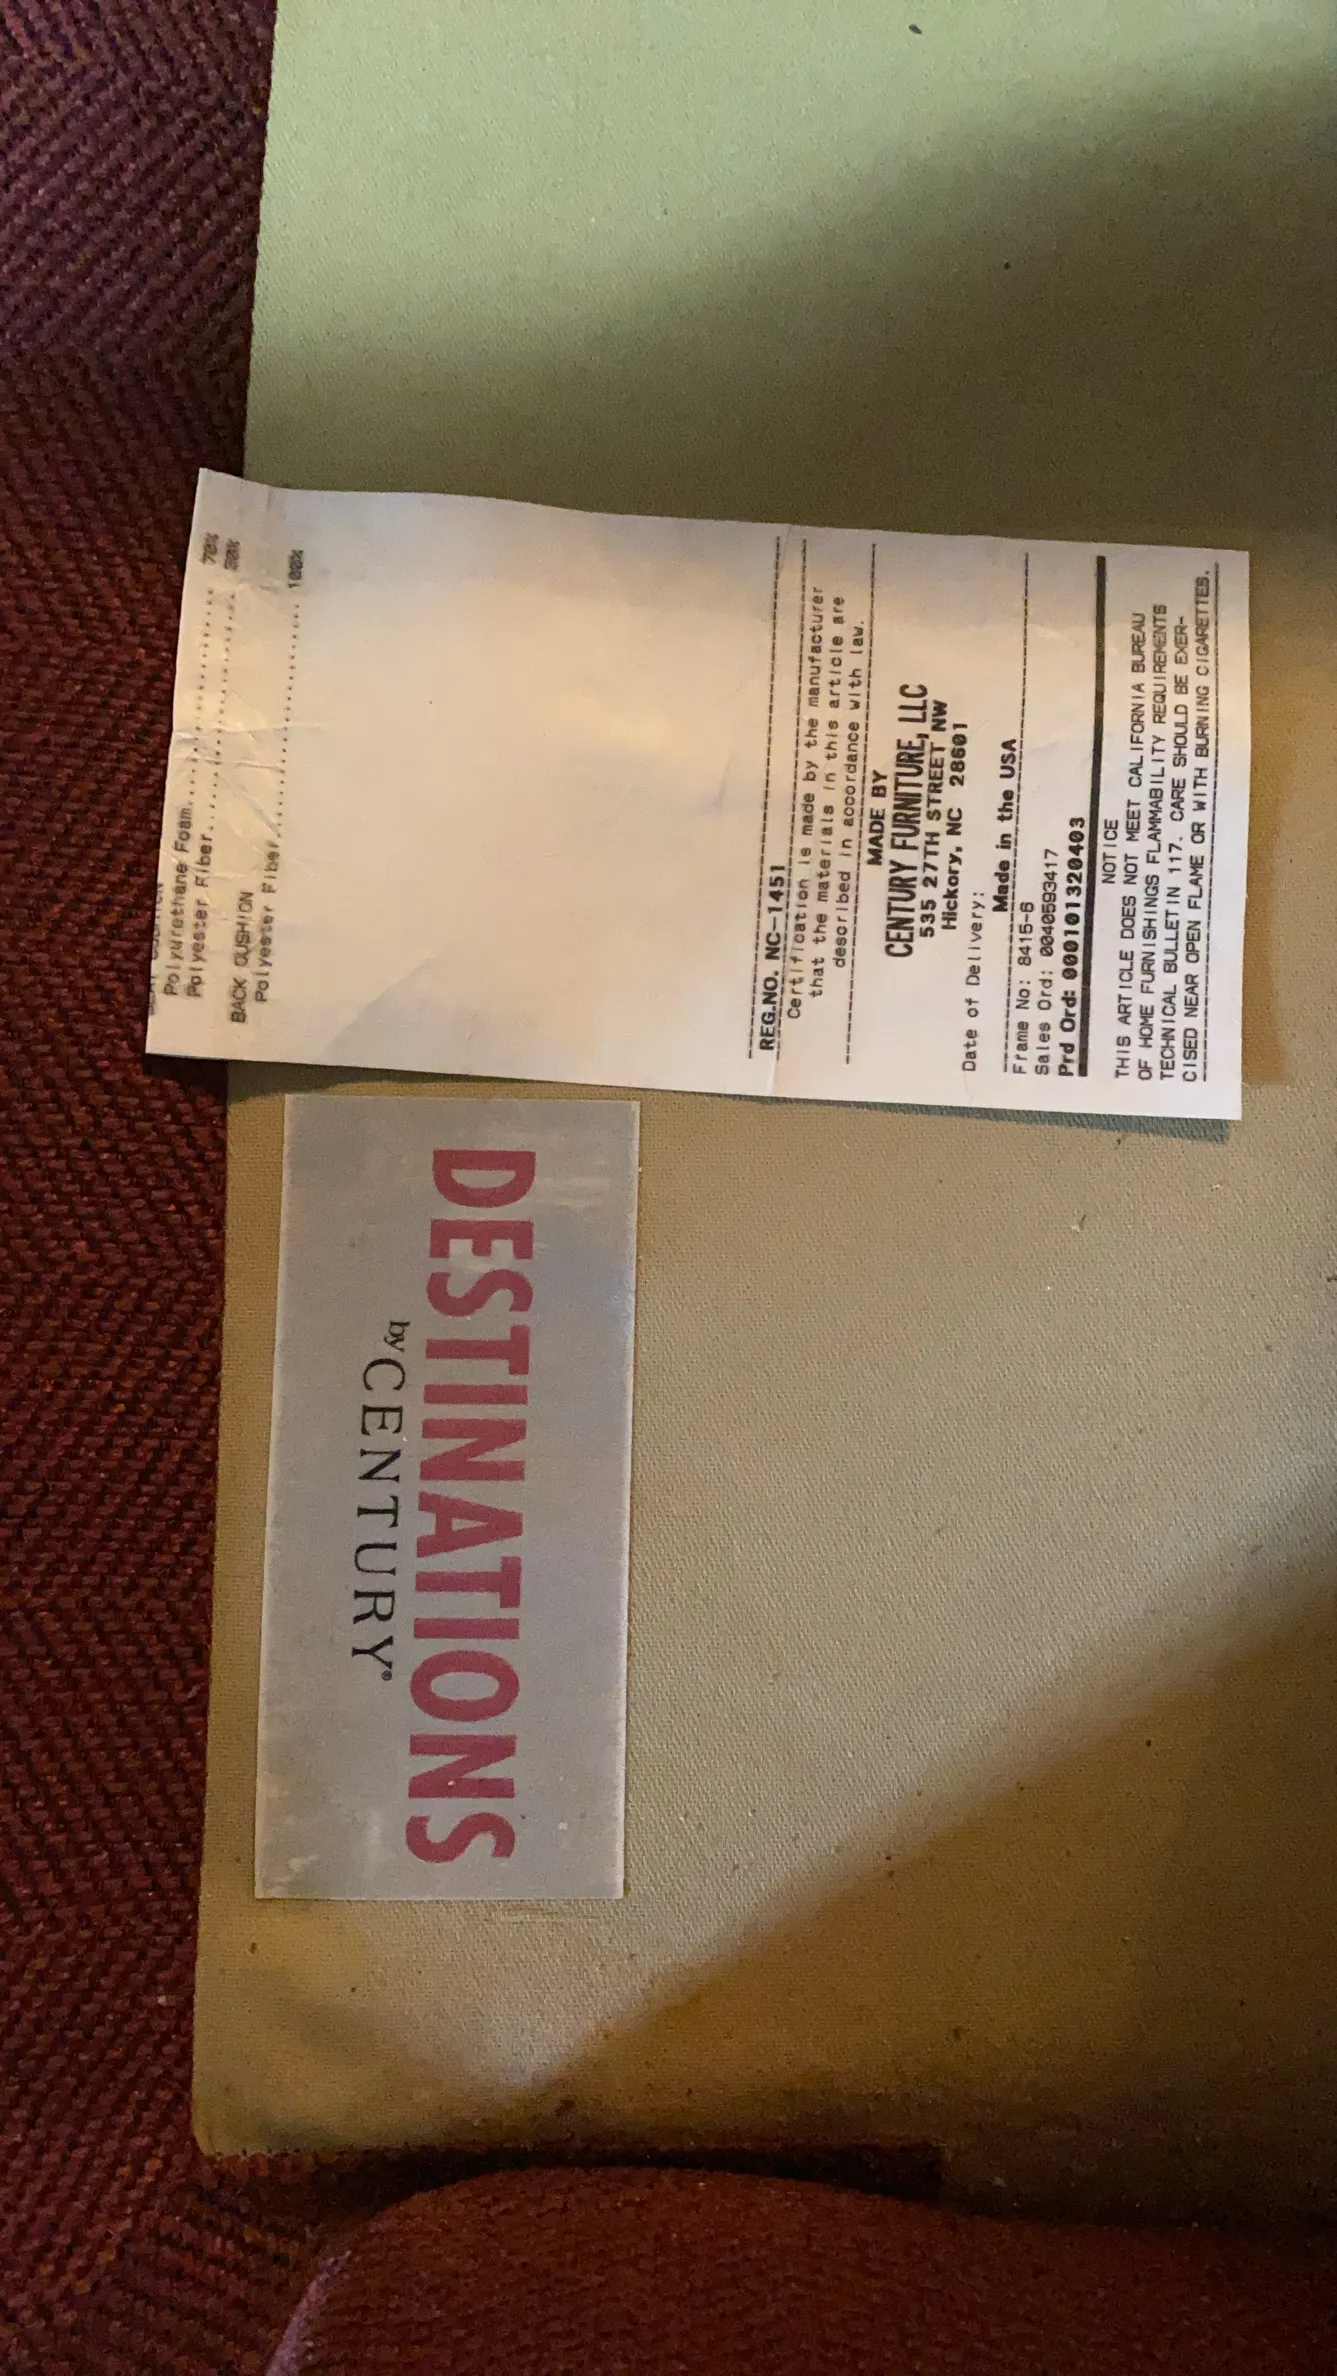 Polyurethane Foam.................. 70%
Polyester Fiber.................. 30%
BACK CUSHION
Polyester Fiber.................. 100%
REG.NO. NC-1451
Certification is made by the manufacturer
that the materials in this article are
described in accordance with law.
MADE BY
CENTURY FURNITURE, LLC
535 27TH STREET NW
Hickory, NC 28601
Date of Delivery:
Made in the USA
Frame No: 8415-6
Sales Ord: 0040593417
Prd Ord: 000101320403
NOTICE
THIS ARTICLE DOES NOT MEET CALIFORNIA BUREAU
OF HOME FURNISHINGS FLAMMABILITY REQUIREMENTS
TECHNICAL BULLETIN 117. CARE SHOULD BE EXER-
CISED NEAR OPEN FLAME OR WITH BURNING CIGARETTES.
DESTINATIONS
by CENTURY®